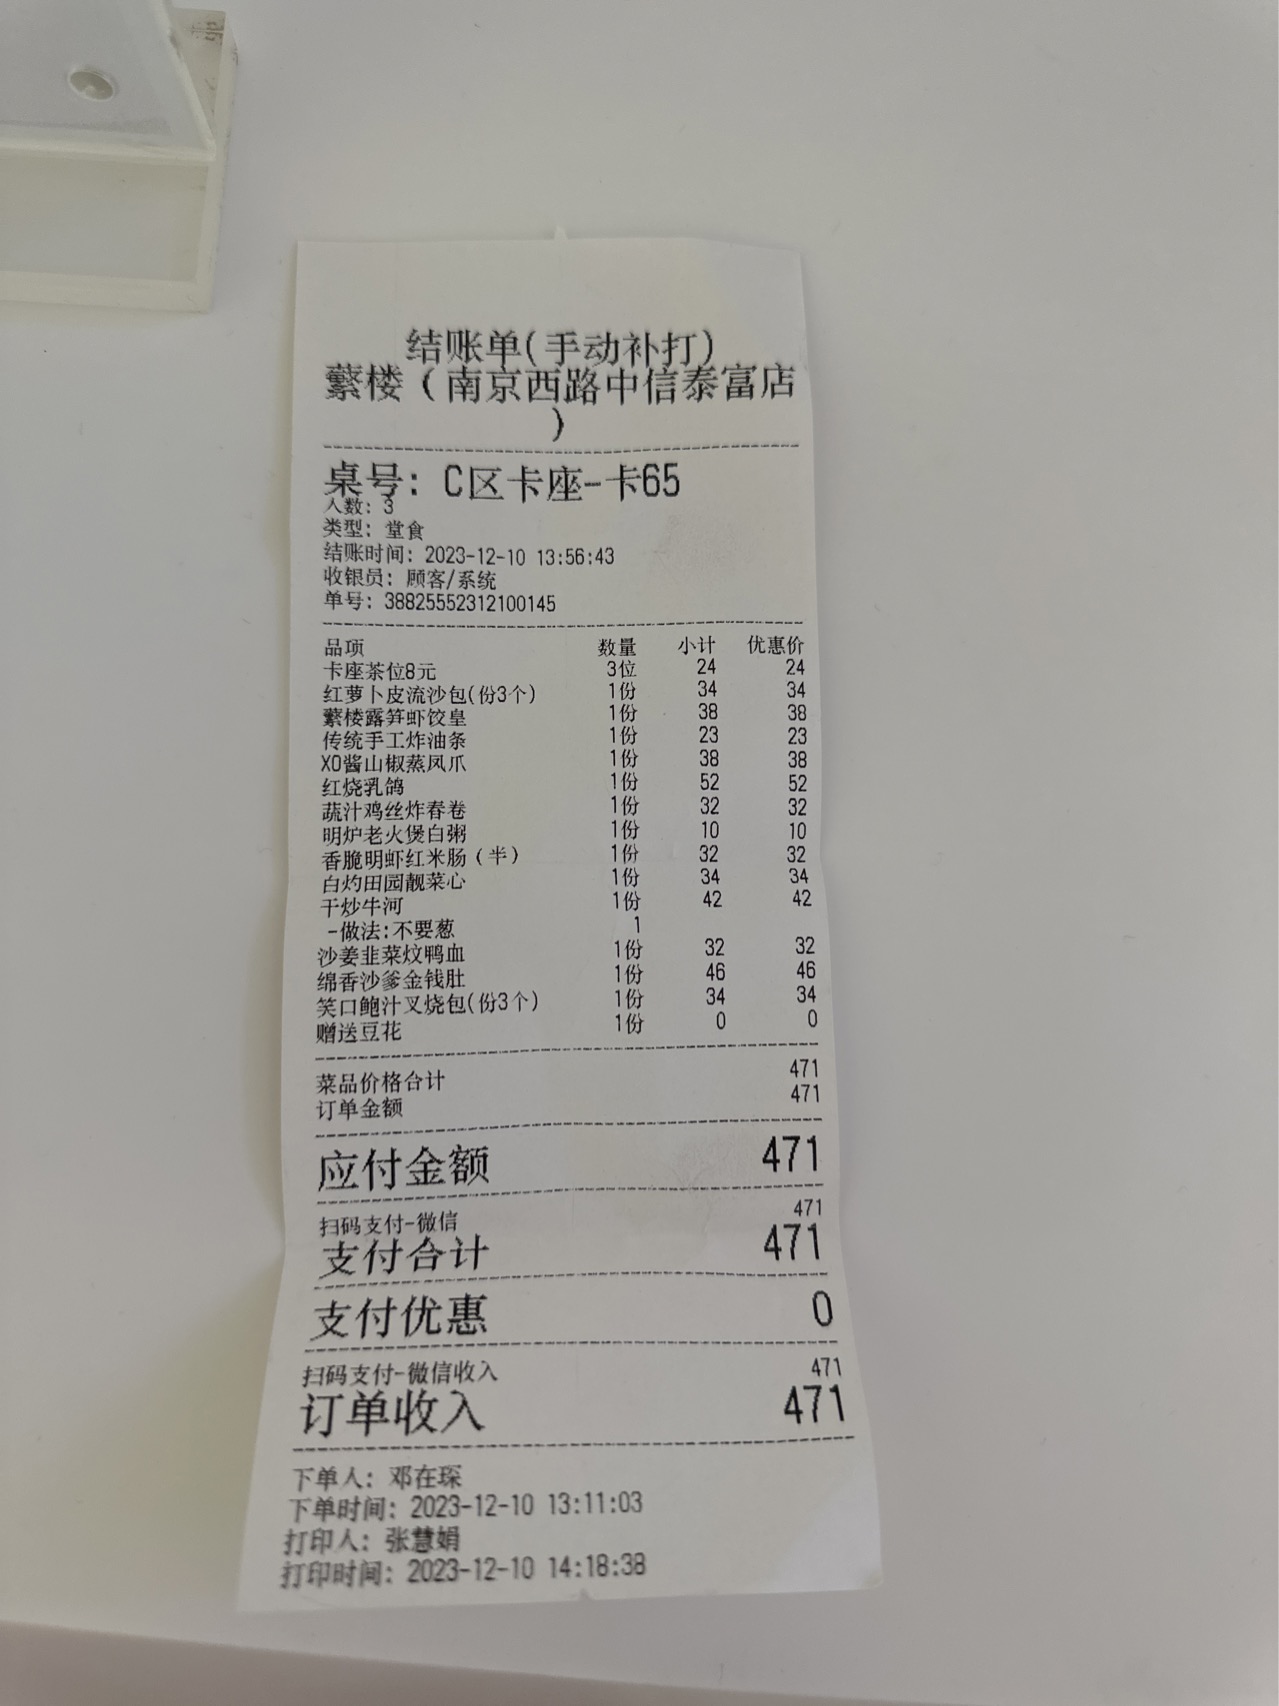 结账单(手动补打)
蘩楼（南京西路中信泰富店
）
桌号: C区卡座-卡65
人数: 3
类型: 堂食
结账时间: 2023-12-10 13:56:43
收银员: 顾客/系统
单号: 38825552312100145
品项 数量 小计 优惠价
卡座茶位8元 3位 24 24
红萝卜皮流沙包(份3个) 1份 34 34
蘩楼露笋虾饺皇 1份 38 38
传统手工炸油条 1份 23 23
XO酱山椒蒸凤爪 1份 38 38
红烧乳鸽 1份 52 52
蔬汁鸡丝炸春卷 1份 32 32
明炉老火煲白粥 1份 10 10
香脆明虾红米肠（半） 1份 32 32
白灼田园靓菜心 1份 34 34
干炒牛河 1份 42 42
-做法:不要葱 1
沙姜韭菜炆鸭血 1份 32 32
绵香沙爹金钱肚 1份 46 46
笑口鲍汁叉烧包(份3个) 1份 34 34
赠送豆花 1份 0 0
菜品价格合计 471
订单金额 471
应付金额 471
扫码支付-微信 471
支付合计 471
支付优惠 0
扫码支付-微信收入 471
订单收入 471
下单人: 邓在琛
下单时间: 2023-12-10 13:11:03
打印人: 张慧娟
打印时间: 2023-12-10 14:18:38